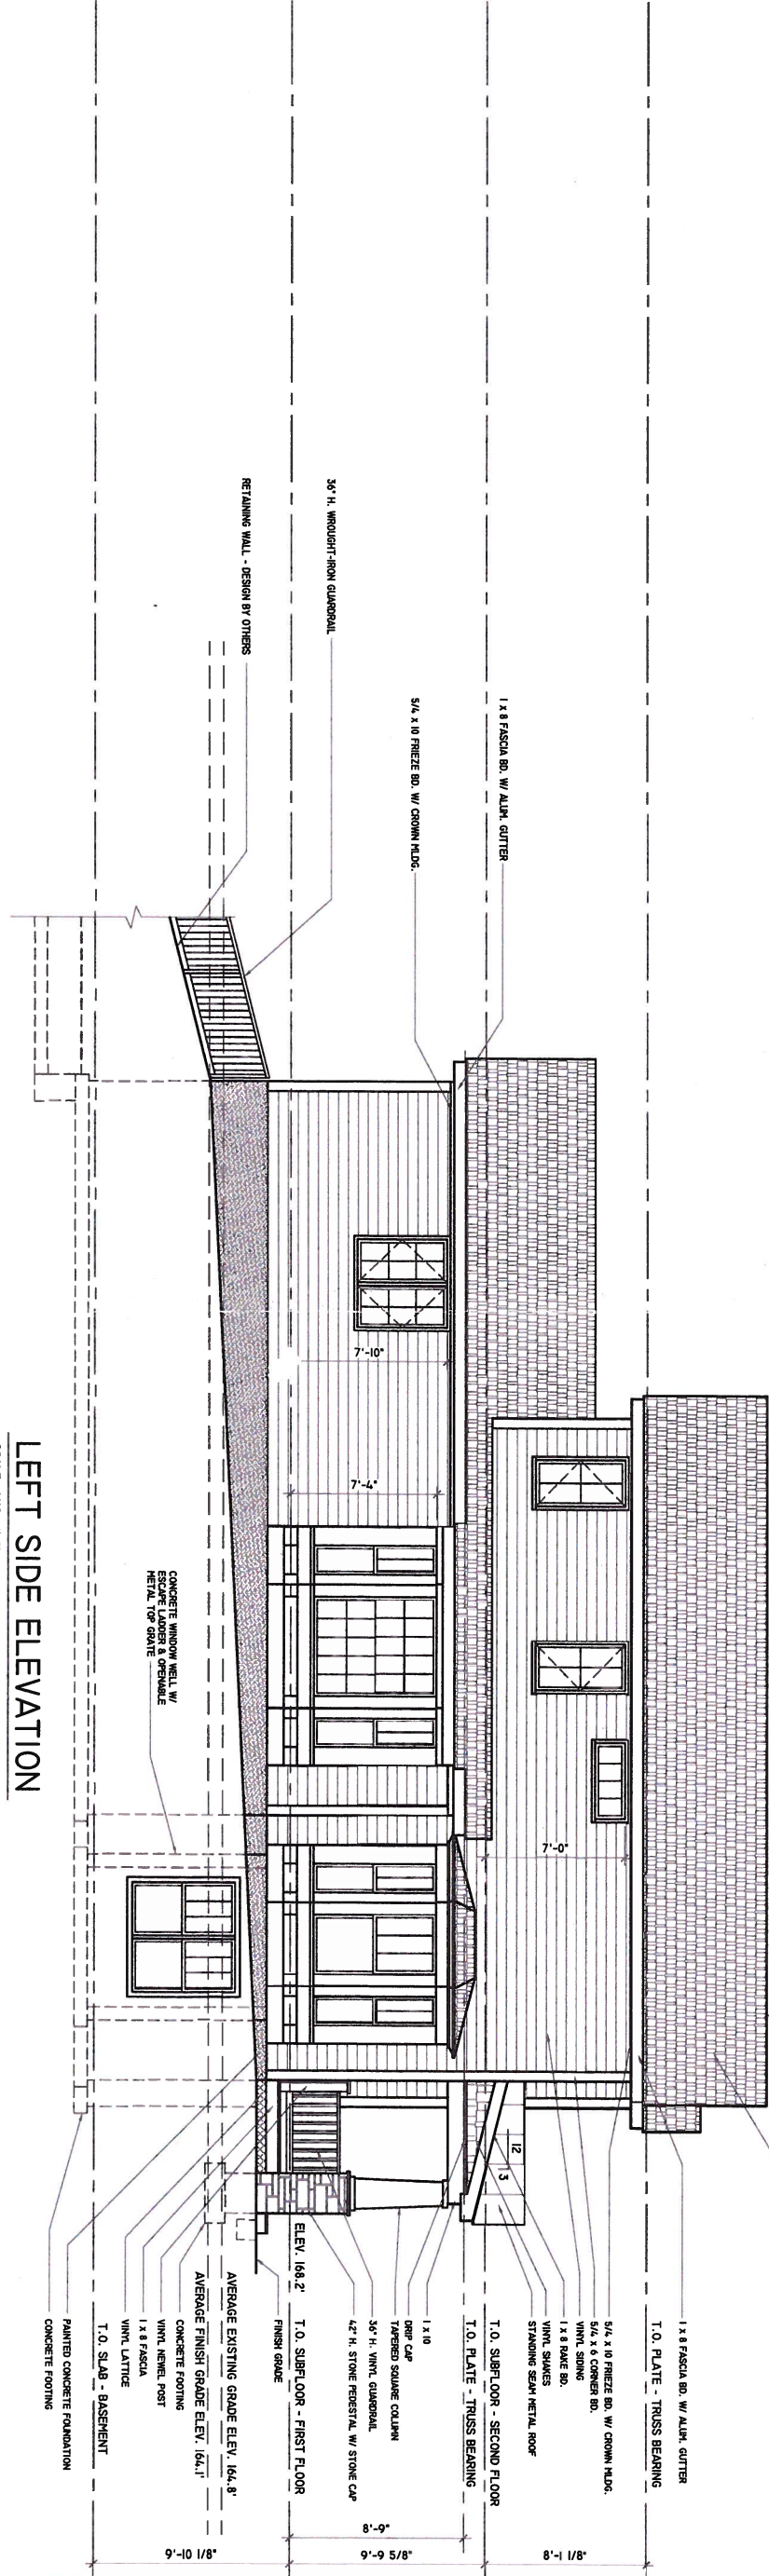 1 x 8 FASCIA BD. W/ ALUM. GUTTER
T.O. PLATE - TRUSS BEARING
5/4 x 10 FRIEZE BD. W/ CROWN MLDG.
5/4 x 6 CORNER BD.
VINYL SIDING
1 x 8 RAKE BD.
VINYL SHAKES
STANDING SEAM METAL ROOF
T.O. SUBFLOOR - SECOND FLOOR
T.O. PLATE - TRUSS BEARING
1 x 10
DRIP CAP
TAPERED SQUARE COLUMN
36" H. VINYL GUARDRAIL
42" H. STONE PEDESTAL W/ STONE CAP
ELEV. 168.2'
T.O. SUBFLOOR - FIRST FLOOR
FINISH GRADE
AVERAGE EXISTING GRADE ELEV. 164.8'
AVERAGE FINISH GRADE ELEV. 164.1'
CONCRETE FOOTING
VINYL NEWEL POST
1 x 8 FASCIA
VINYL LATTICE
T.O. SLAB - BASEMENT
PAINTED CONCRETE FOUNDATION
CONCRETE FOOTING
8'-1 1/8"
9'-9 5/8"
8'-9"
9'-10 1/8"
12
3
7'-0"
7'-10"
7'-4"
1 x 8 FASCIA BD. W/ ALUM. GUTTER
5/4 x 10 FRIEZE BD. W/ CROWN MLDG.
36" H. WROUGHT-IRON GUARDRAIL
RETAINING WALL - DESIGN BY OTHERS
CONCRETE WINDOW WELL W/
ESCAPE LADDER & OPENABLE
METAL TOP GRATE
LEFT SIDE ELEVATION